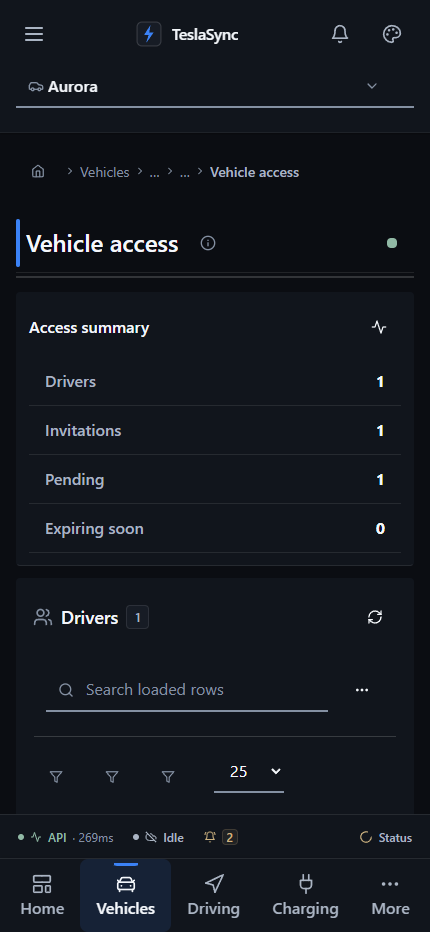 TeslaSync
Aurora
Vehicles ... ... Vehicle access
Vehicle access
Access summary
Drivers 1
Invitations 1
Pending 1
Expiring soon 0
Drivers 1
Search loaded rows
25
API · 269ms Idle 2 Status
Home Vehicles Driving Charging More